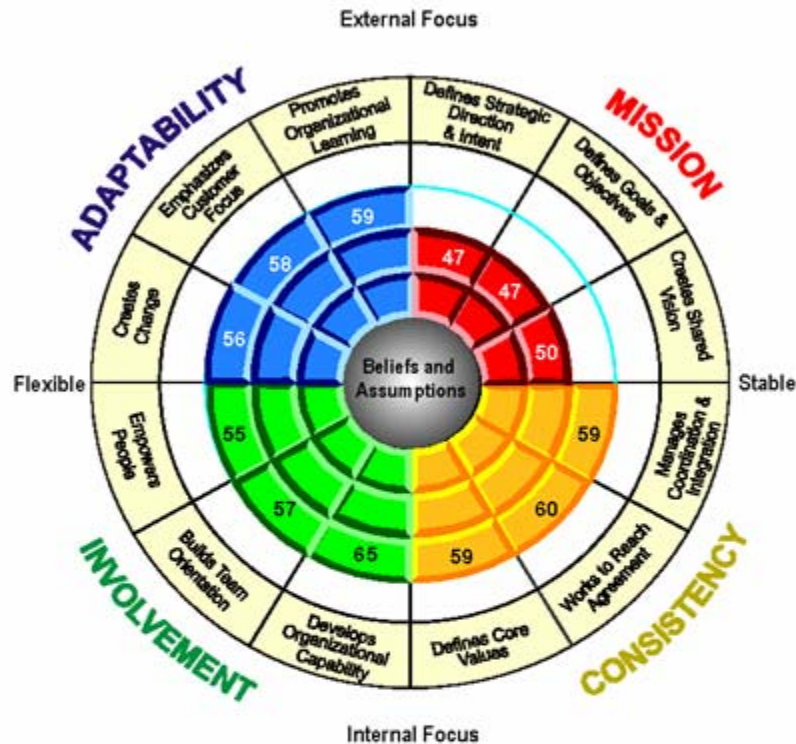 External Focus
ADAPTABILITY
MISSION
Promotes
Organizational
Learning
Defines Strategic
Direction
& Intent
Emphasizes
Customer
Focus
Defines Goals &
Objectives
Creates
Change
Creates Shared
Vision
59
58
56
47
47
50
Beliefs and
Assumptions
Flexible
Stable
Empowers
People
Manages
Coordination &
Integration
55
57
65
59
60
59
Builds Team
Orientation
Works to Reach
Agreement
Develops
Organizational
Capability
Defines Core
Values
INVOLVEMENT
CONSISTENCY
Internal Focus